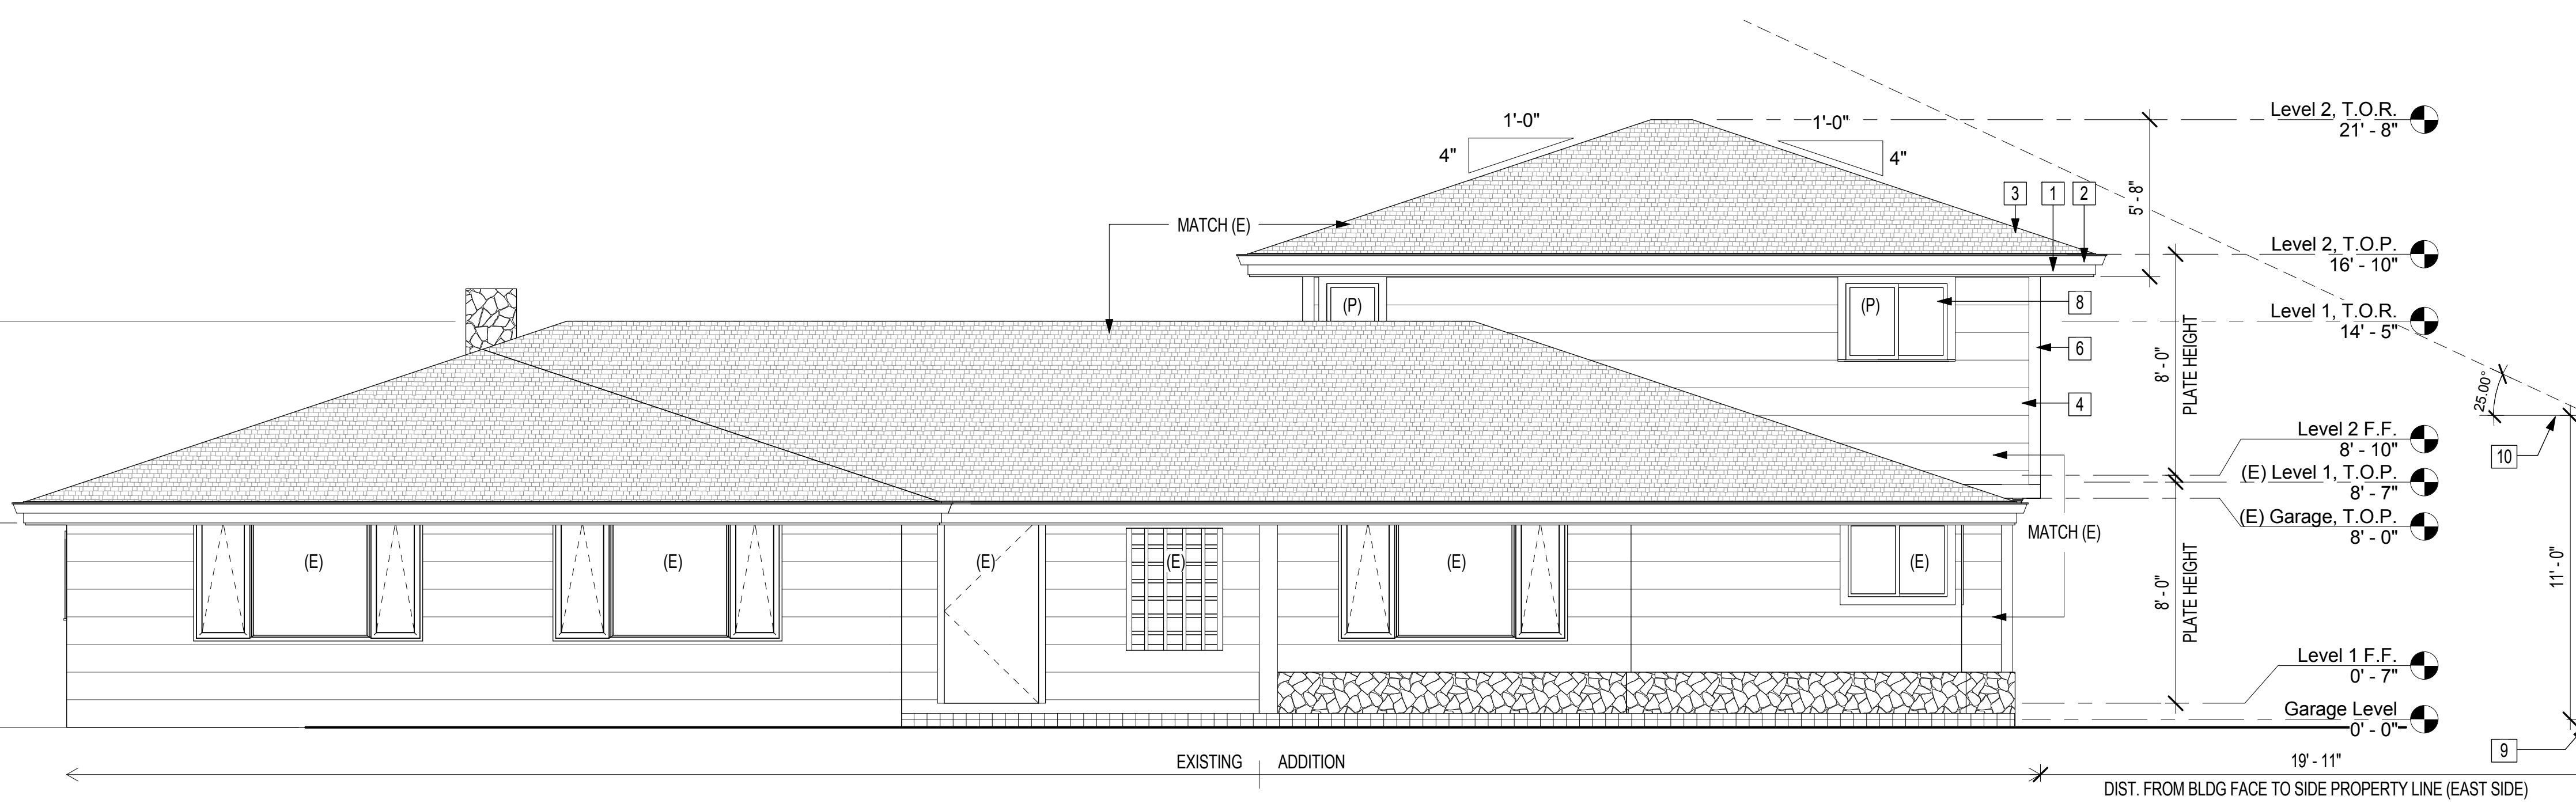 Level 2, T.O.R.
21' - 8"
1'-0"
4"
1'-0"
4"
3
1
2
5' - 8"
MATCH (E)
Level 2, T.O.P.
16' - 10"
(P)
(P)
8
Level 1, T.O.R.
14' - 5"
6
8' - 0"
PLATE HEIGHT
25.00°
4
Level 2 F.F.
8' - 10"
10
(E) Level 1, T.O.P.
8' - 7"
(E) Garage, T.O.P.
8' - 0"
MATCH (E)
(E)
(E)
(E)
(E)
(E)
(E)
8' - 0"
PLATE HEIGHT
11' - 0"
Level 1 F.F.
0' - 7"
Garage Level
0' - 0"
9
EXISTING
ADDITION
19' - 11"
DIST. FROM BLDG FACE TO SIDE PROPERTY LINE (EAST SIDE)